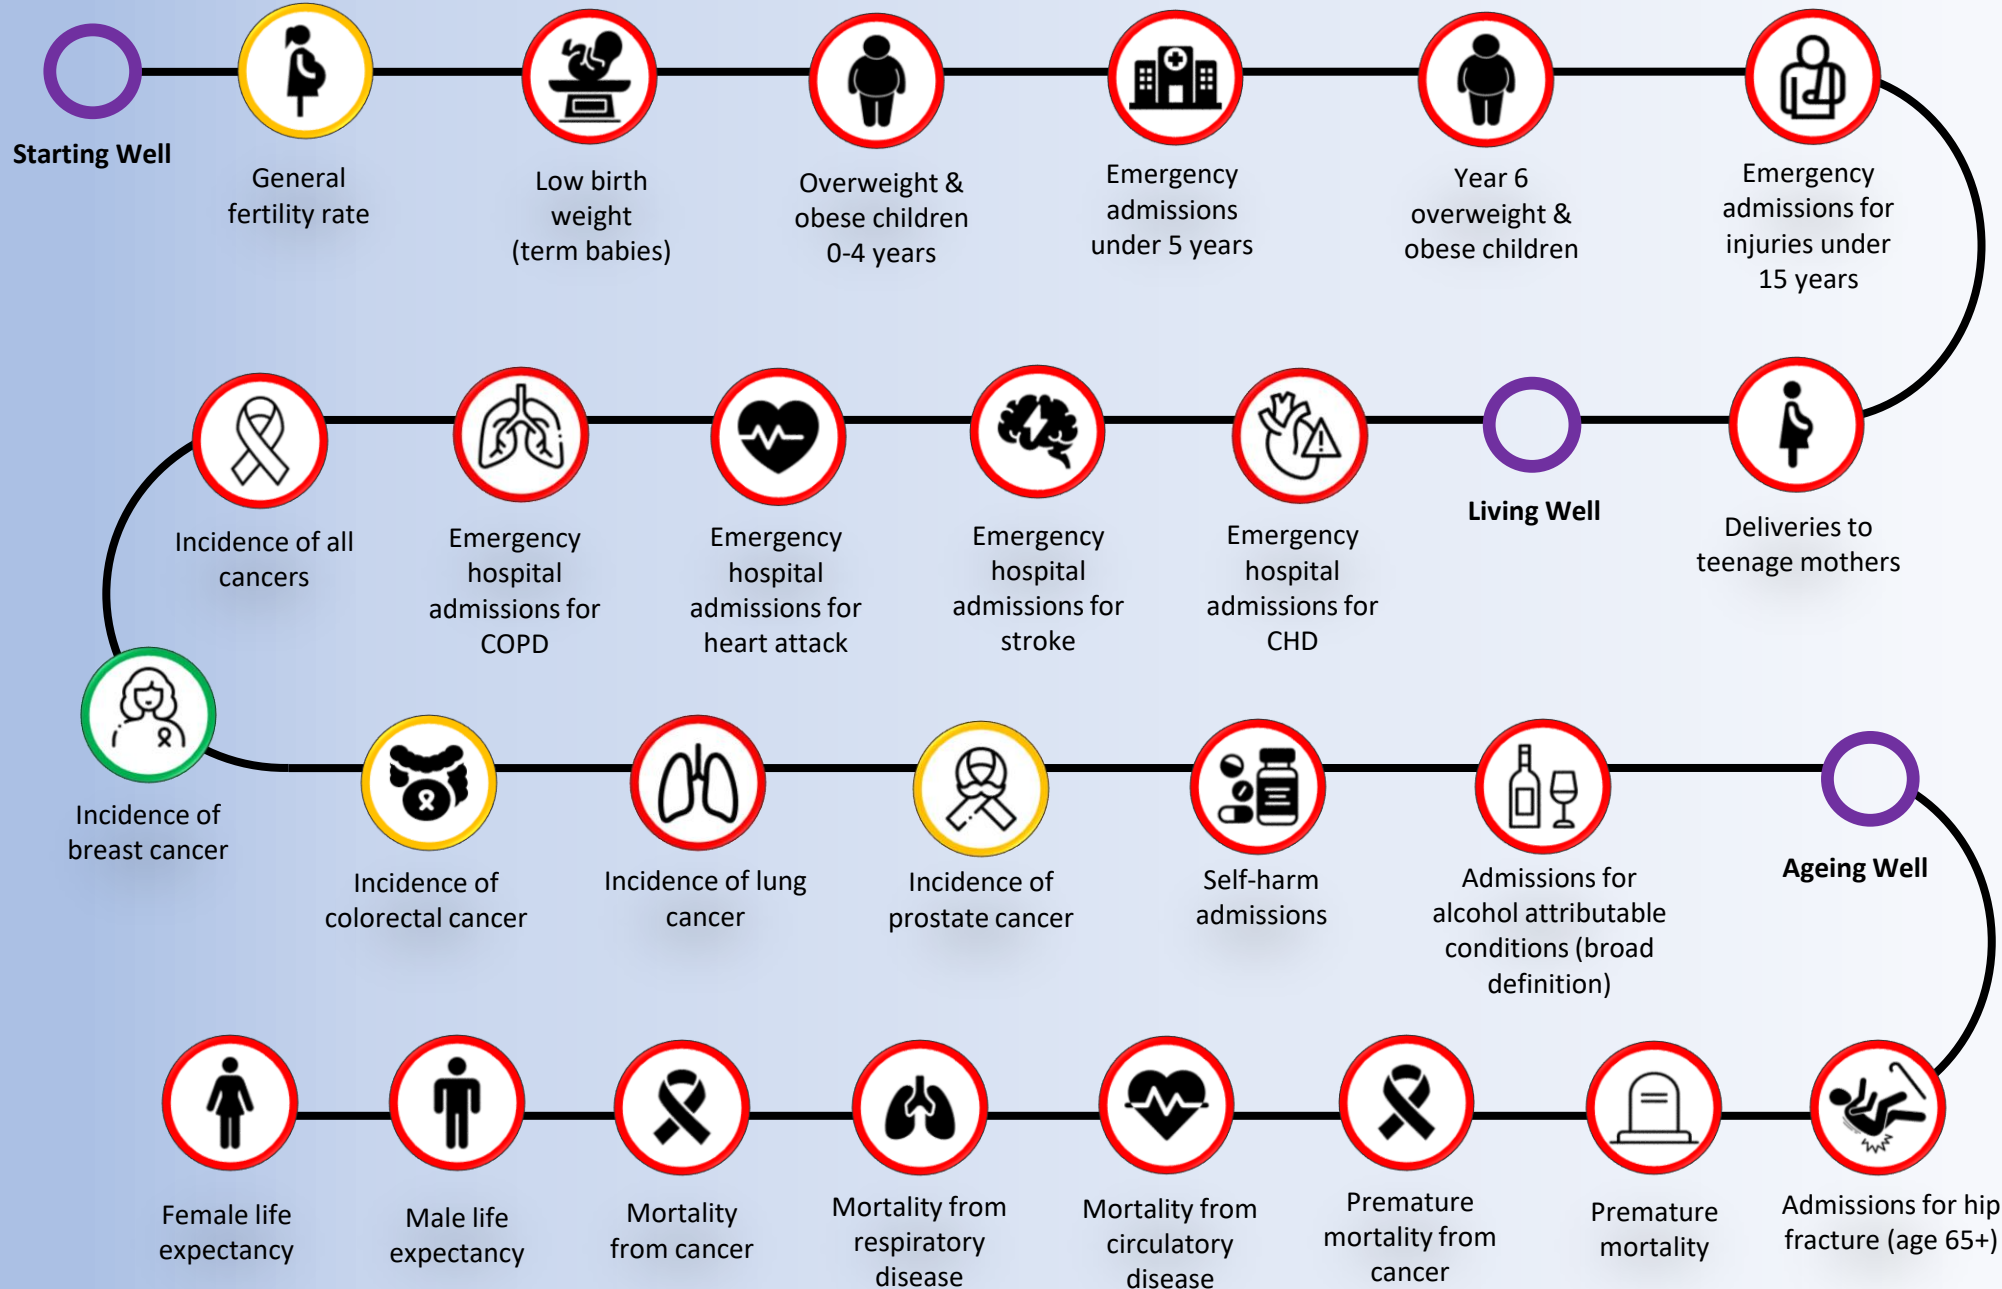 Starting Well
General
fertility rate
Low birth
weight
(term babies)
Overweight &
obese children
0-4 years
Emergency
admissions
under 5 years
Year 6
overweight &
obese children
Emergency
admissions for
injuries under
15 years
Deliveries to
teenage mothers
Living Well
Emergency
hospital
admissions for
CHD
Emergency
hospital
admissions for
stroke
Emergency
hospital
admissions for
heart attack
Emergency
hospital
admissions for
COPD
Incidence of all
cancers
Incidence of
breast cancer
Incidence of
colorectal cancer
Incidence of lung
cancer
Incidence of
prostate cancer
Self-harm
admissions
Admissions for
alcohol attributable
conditions (broad
definition)
Ageing Well
Admissions for hip
fracture (age 65+)
Premature
mortality
Premature
mortality from
cancer
Mortality from
circulatory
disease
Mortality from
respiratory
disease
Mortality
from cancer
Male life
expectancy
Female life
expectancy